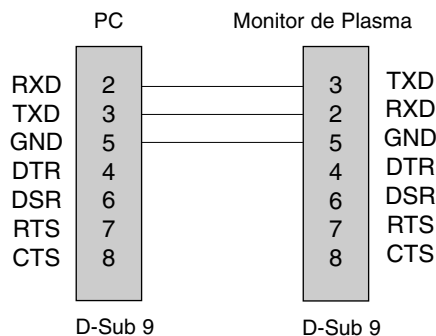 PC Monitor de Plasma
RXD 2 3 TXD
TXD 3 2 RXD
GND 5 5 GND
DTR 4 4 DTR
DSR 6 6 DSR
RTS 7 7 RTS
CTS 8 8 CTS
D-Sub 9 D-Sub 9